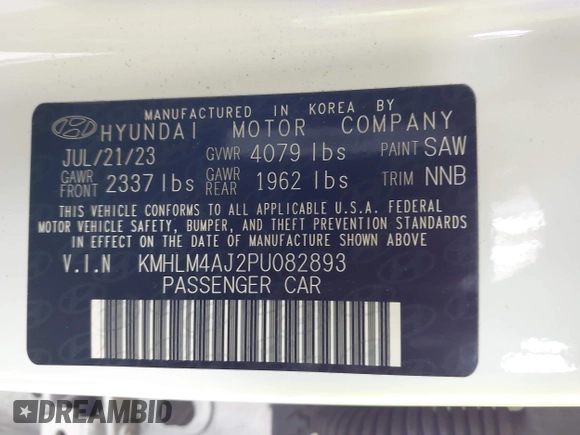 MANUFACTURED IN KOREA BY
HYUNDAI MOTOR COMPANY
JUL/21/23 GVWR 4079 lbs PAINT SAW
GAWR FRONT 2337 lbs GAWR REAR 1962 lbs TRIM NNB
THIS VEHICLE CONFORMS TO ALL APPLICABLE U.S.A. FEDERAL
MOTOR VEHICLE SAFETY, BUMPER, AND THEFT PREVENTION STANDARDS
IN EFFECT ON THE DATE OF MANUFACTURE SHOWN ABOVE
V.I.N KMHLM4AJ2PU082893
PASSENGER CAR
DREAMBID